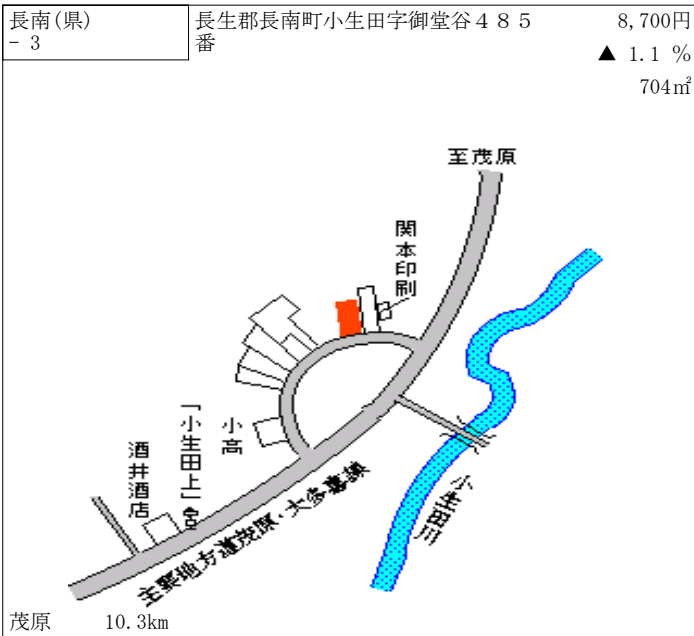 長南(県)
－ 3
長生郡長南町小生田字御堂谷４８５
番
8,700円
▲ 1.1 %
704㎡
至茂原
関本印刷
小高
「小生田上」
酒井酒店
小生田川
主要地方道茂原・大多喜線
茂原 10.3km